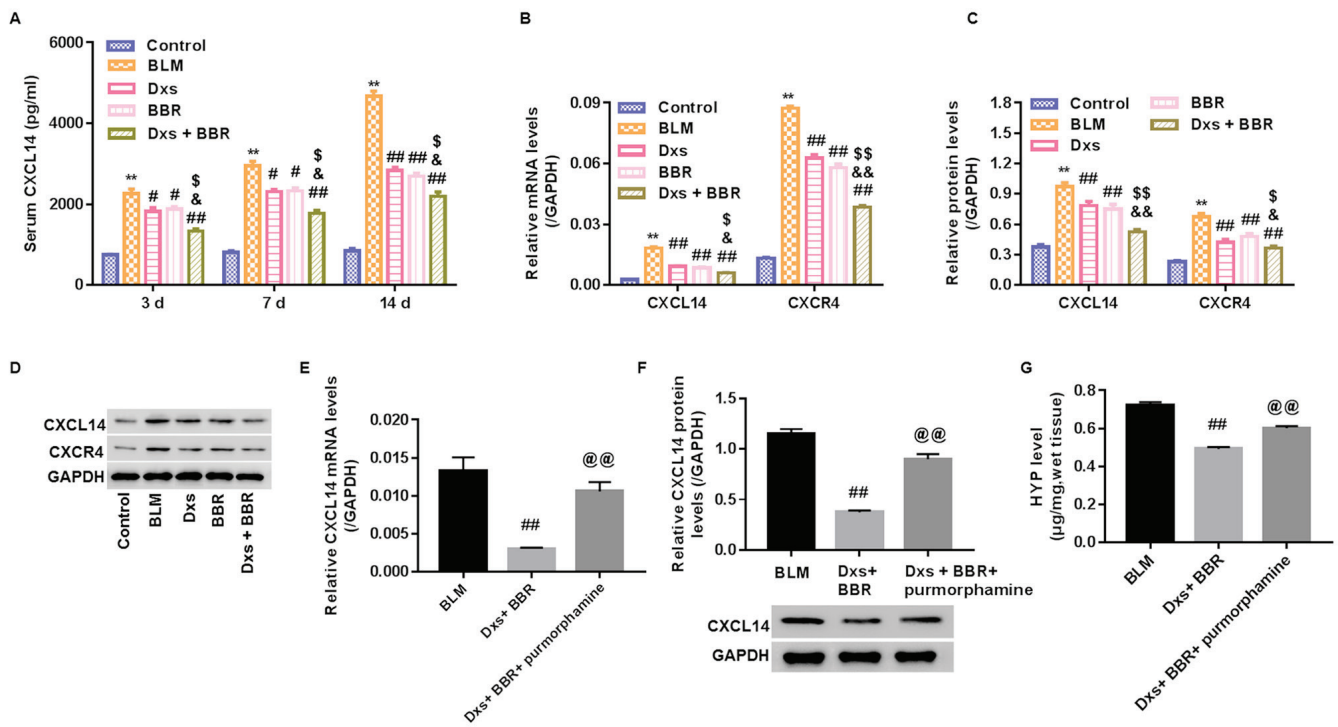 A
Serum CXCL14 (pg/ml)
6000
4000
2000
0
Control
BLM
Dxs
BBR
Dxs + BBR
**
#
#
$
&
##
**
#
#
$
&
##
**
##
##
$
&
##
3 d
7 d
14 d
B
Relative mRNA levels
(/GAPDH)
0.09
0.06
0.03
0.00
Control
BLM
Dxs
BBR
Dxs + BBR
**
##
##
$
&
##
**
##
##
$$
&&
##
CXCL14
CXCR4
C
Relative protein levels
(/GAPDH)
1.8
1.5
1.2
0.9
0.6
0.3
0.0
Control
BLM
Dxs
BBR
Dxs + BBR
**
##
##
$$
&&
**
##
##
$
&
##
CXCL14
CXCR4
D
CXCL14
CXCR4
GAPDH
Control
BLM
Dxs
BBR
Dxs + BBR
E
Relative CXCL14 mRNA levels
(/GAPDH)
0.020
0.015
0.010
0.005
0.000
##
@@
BLM
Dxs+ BBR
Dxs+ BBR+ purmorphamine
F
Relative CXCL14 protein
levels (/GAPDH)
1.5
1.0
0.5
0.0
##
@@
BLM
Dxs+
BBR
Dxs + BBR+
purmorphamine
CXCL14
GAPDH
G
HYP level
(μg/mg,wet tissue)
0.8
0.6
0.4
0.2
0.0
##
@@
BLM
Dxs+ BBR
Dxs+ BBR+ purmorphamine